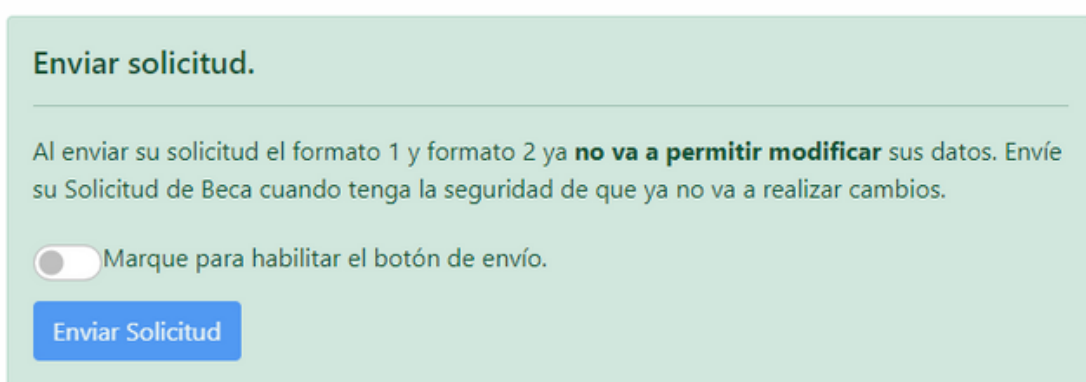 Enviar solicitud.
Al enviar su solicitud el formato 1 y formato 2 ya no va a permitir modificar sus datos. Envíe
su Solicitud de Beca cuando tenga la seguridad de que ya no va a realizar cambios.
Marque para habilitar el botón de envío.
Enviar Solicitud